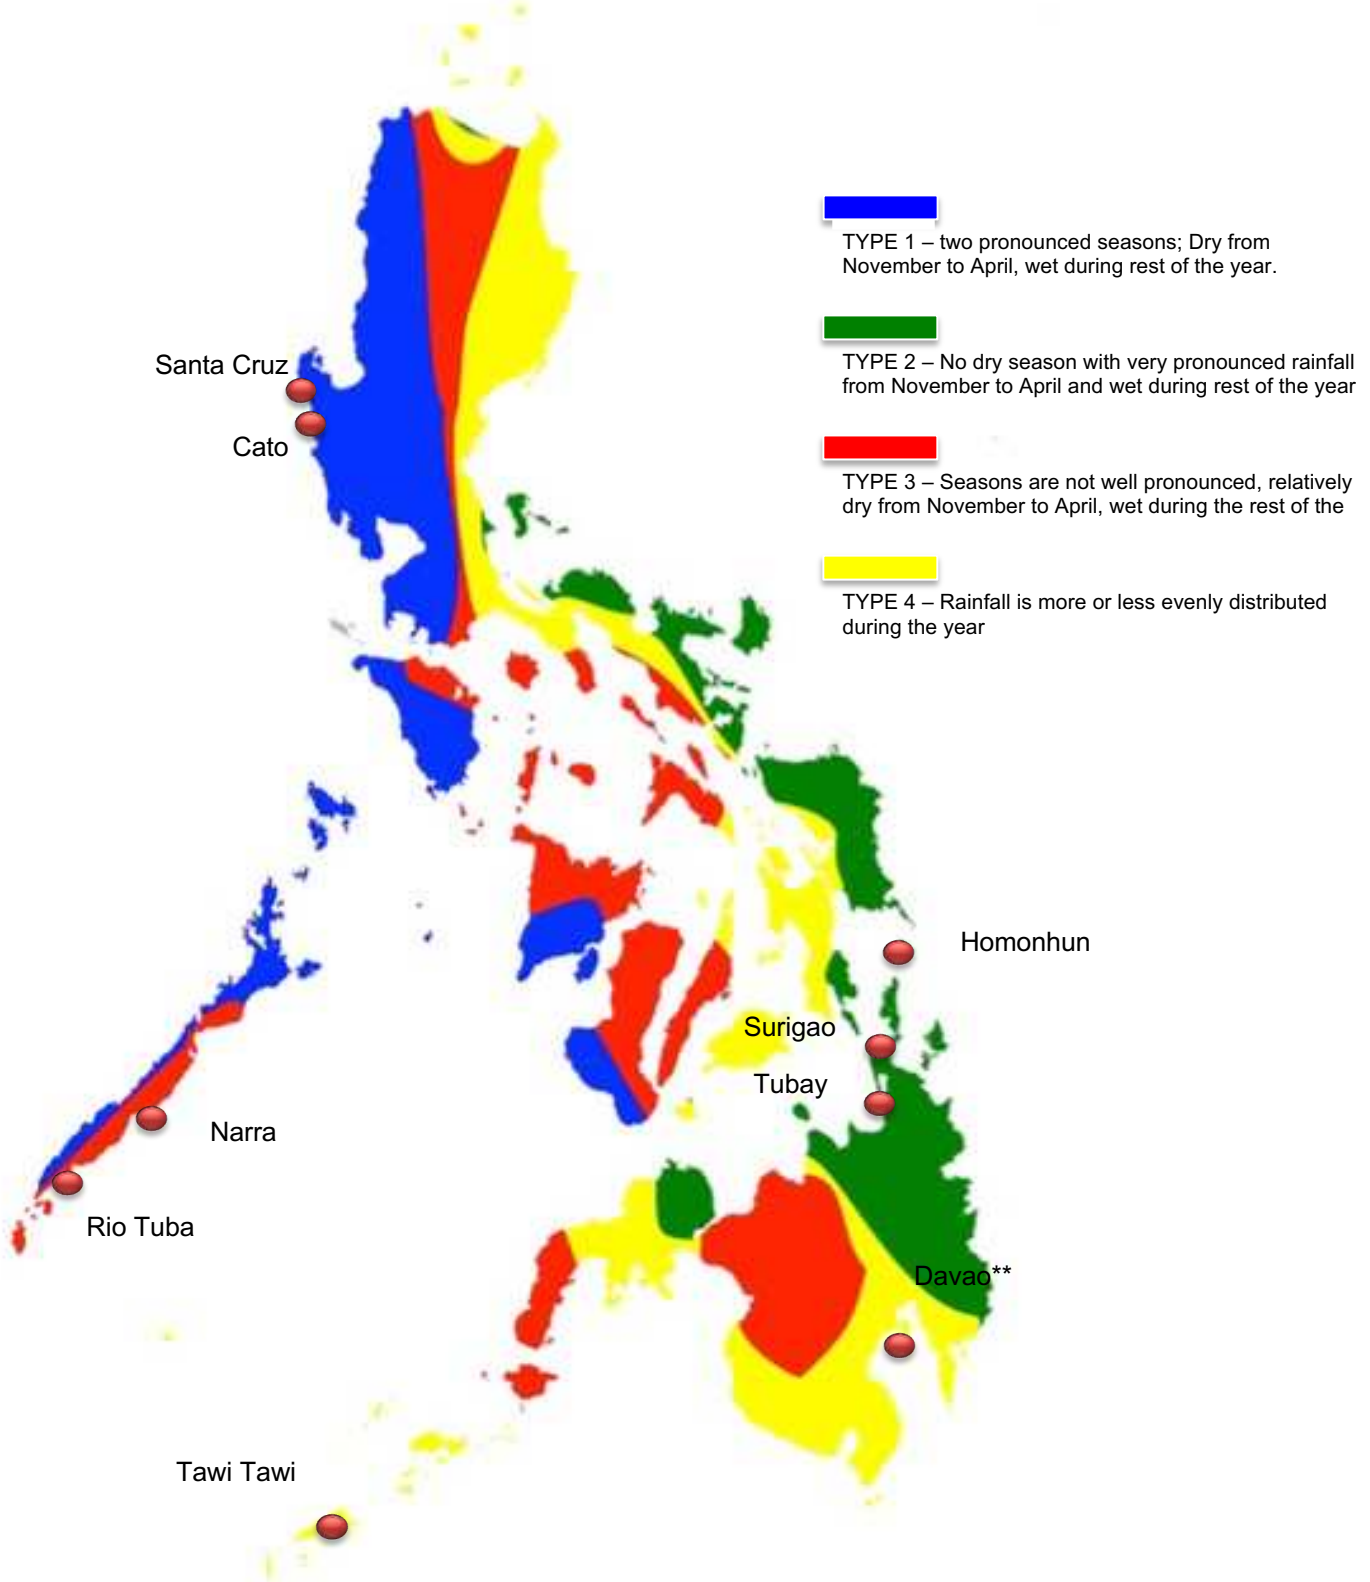 TYPE 1 – two pronounced seasons; Dry from
November to April, wet during rest of the year.
TYPE 2 – No dry season with very pronounced rainfall
from November to April and wet during rest of the year
Santa Cruz
Cato
TYPE 3 – Seasons are not well pronounced, relatively
dry from November to April, wet during the rest of the
TYPE 4 – Rainfall is more or less evenly distributed
during the year
Homonhun
Surigao
Tubay
Narra
Rio Tuba
Davao**
Tawi Tawi